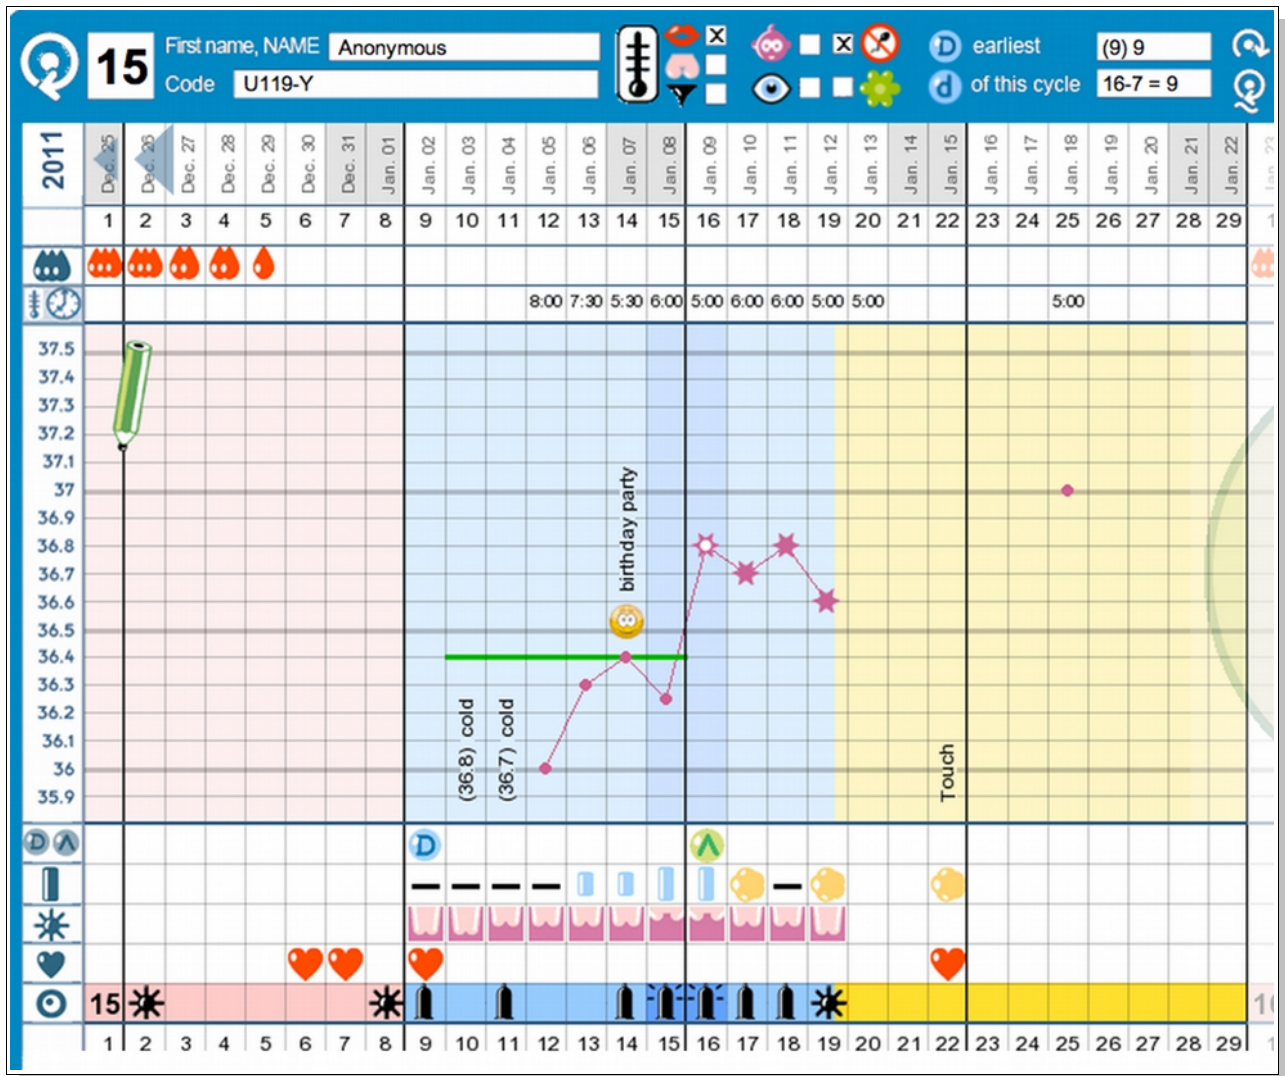 15 First name, NAME Anonymous D earliest (9) 9
Code U119-Y d of this cycle 16-7 = 9
2011 Dec. 25 Dec. 26 Dec. 27 Dec. 28 Dec. 29 Dec. 30 Dec. 31 Jan. 01 Jan. 02 Jan. 03 Jan. 04 Jan. 05 Jan. 06 Jan. 07 Jan. 08 Jan. 09 Jan. 10 Jan. 11 Jan. 12 Jan. 13 Jan. 14 Jan. 15 Jan. 16 Jan. 17 Jan. 18 Jan. 19 Jan. 20 Jan. 21 Jan. 22 Jan. 23
1 2 3 4 5 6 7 8 9 10 11 12 13 14 15 16 17 18 19 20 21 22 23 24 25 26 27 28 29 1
8:00 7:30 5:30 6:00 5:00 6:00 6:00 5:00 5:00 5:00
37.5
37.4
37.3
37.2
37.1
37
36.9
36.8
36.7
36.6
36.5
36.4
36.3
36.2
36.1
36
35.9
(36.8) cold
(36.7) cold
birthday party
Touch
D Λ D Λ
15
1 2 3 4 5 6 7 8 9 10 11 12 13 14 15 16 17 18 19 20 21 22 23 24 25 26 27 28 29 1